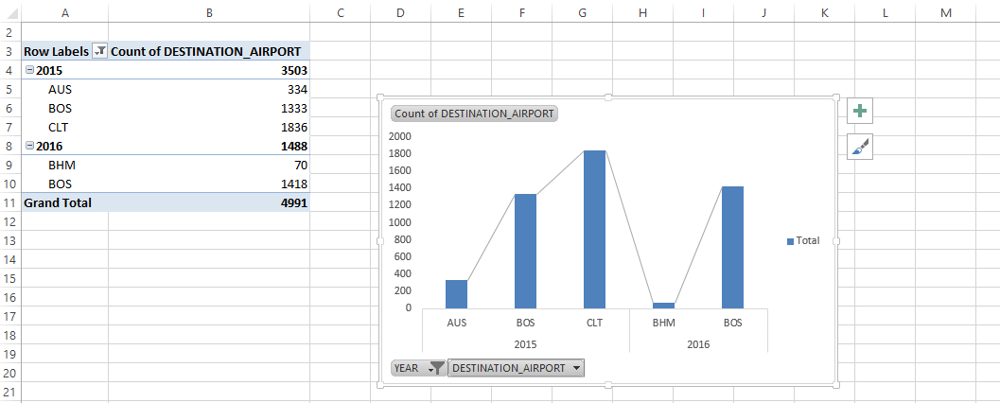 A B C D E F G H I J K L M
2
3 Row Labels Count of DESTINATION_AIRPORT
4 2015 3503
5 AUS 334
6 BOS 1333
7 CLT 1836
8 2016 1488
9 BHM 70
10 BOS 1418
11 Grand Total 4991
12
13
14
15
16
17
18
19
20
21
Count of DESTINATION_AIRPORT
2000
1800
1600
1400
1200
1000
800
600
400
200
0
Total
AUS BOS CLT BHM BOS
2015 2016
YEAR DESTINATION_AIRPORT